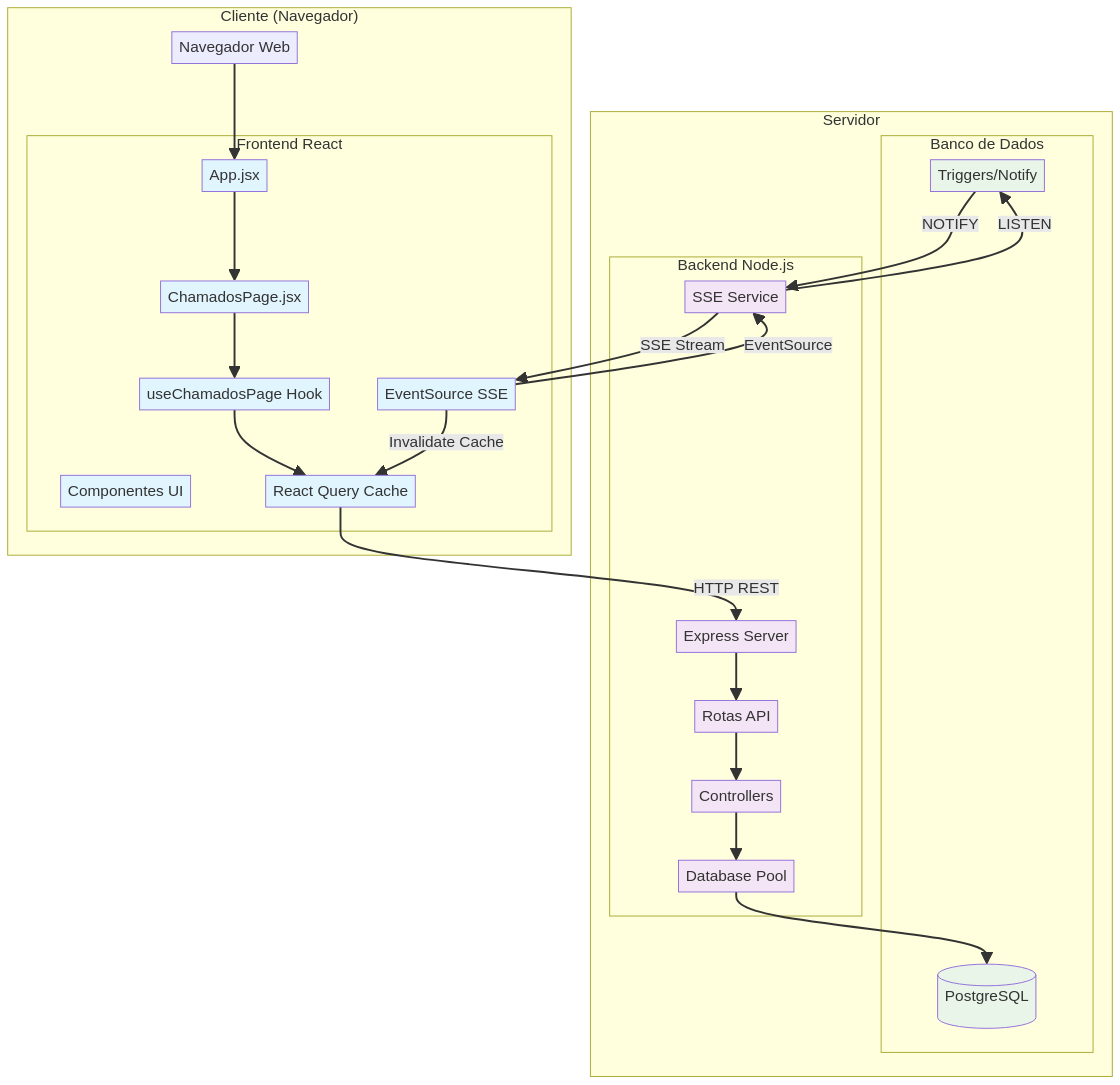 Cliente (Navegador)
Navegador Web
Frontend React
App.jsx
ChamadosPage.jsx
useChamadosPage Hook
EventSource SSE
Invalidate Cache
Componentes UI
React Query Cache
Servidor
Banco de Dados
Triggers/Notify
NOTIFY
LISTEN
Backend Node.js
SSE Service
SSE Stream
EventSource
HTTP REST
Express Server
Rotas API
Controllers
Database Pool
PostgreSQL